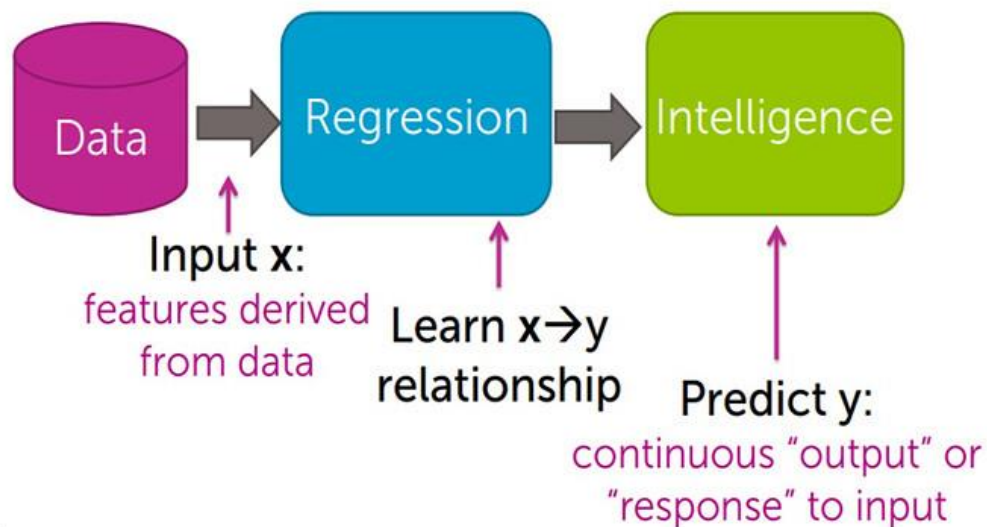 Data
Regression
Intelligence
Input x:
features derived
from data
Learn x→y
relationship
Predict y:
continuous “output” or
“response” to input